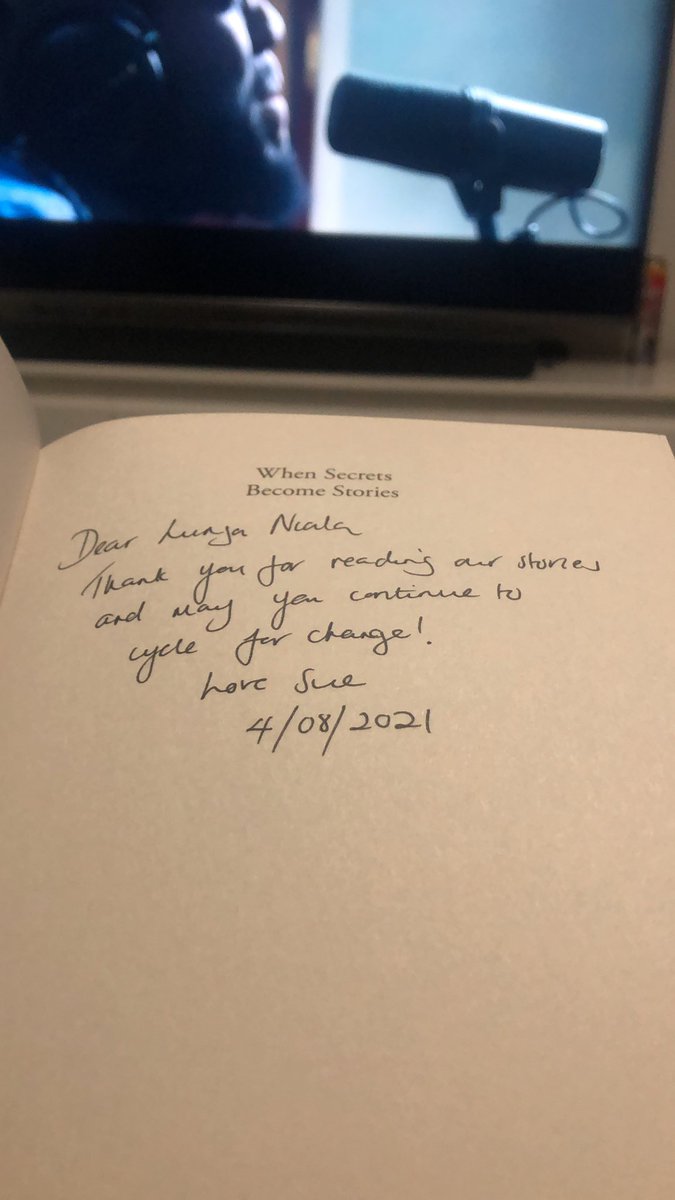 When Secrets
Become Stories
Dear Lunga
Thank you for reading our stories
and may you continue to
cycle for change!
Love Sue
4/08/2021